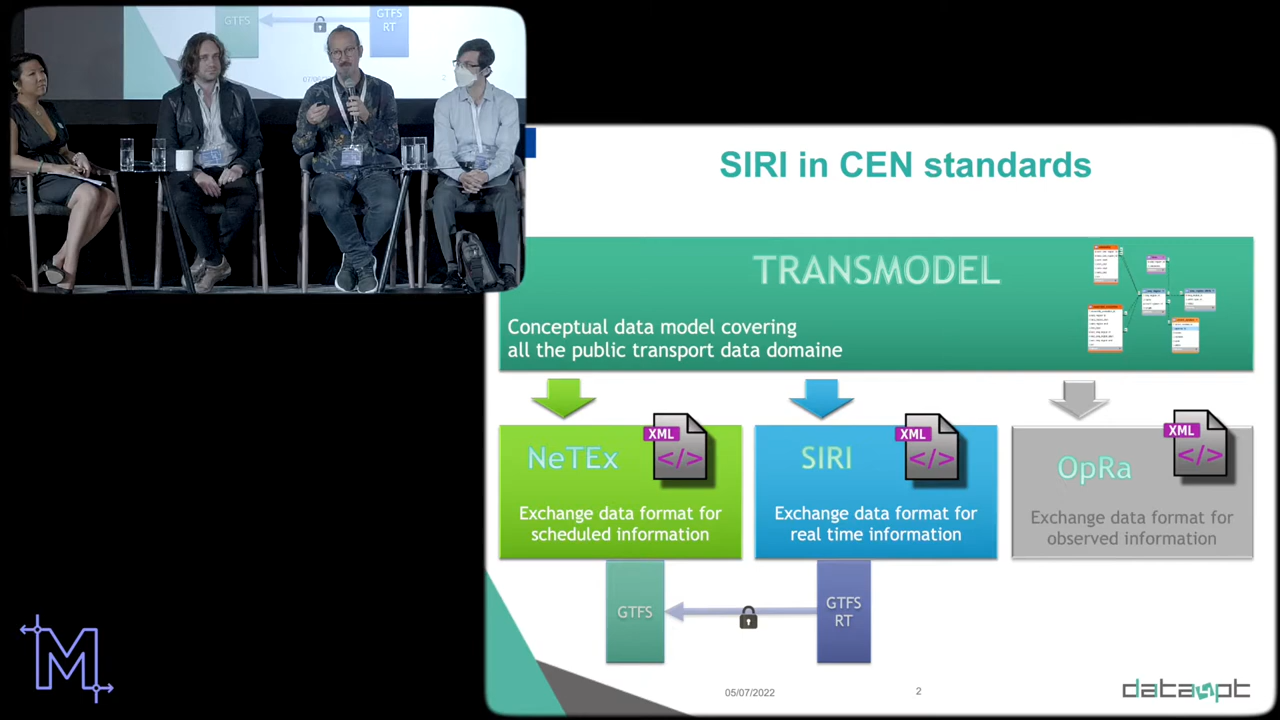 GTFS
GTFS
RT
SIRI in CEN standards
TRANSMODEL
Conceptual data model covering
all the public transport data domaine
XML
</>
NeTEx
Exchange data format for
scheduled information
XML
</>
SIRI
Exchange data format for
real time information
XML
</>
OpRa
Exchange data format for
observed information
GTFS
GTFS
RT
M
05/07/2022
2
data4pt